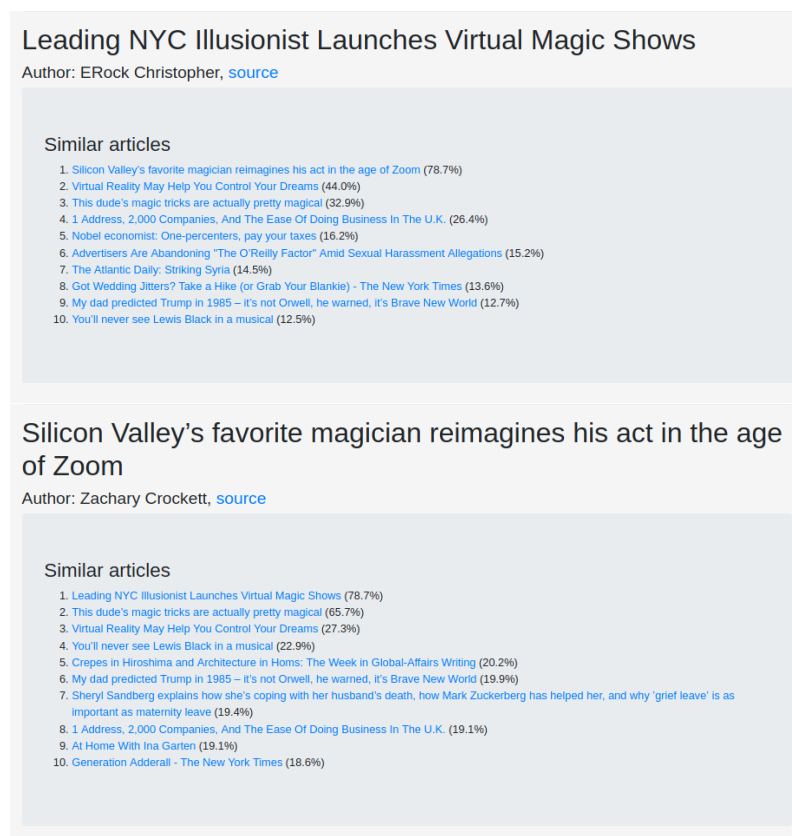 Leading NYC Illusionist Launches Virtual Magic Shows
Author: ERock Christopher, source
Similar articles
1. Silicon Valley's favorite magician reimagines his act in the age of Zoom (78.7%)
2. Virtual Reality May Help You Control Your Dreams (44.0%)
3. This dude's magic tricks are actually pretty magical (32.9%)
4. 1 Address, 2,000 Companies, And The Ease Of Doing Business In The U.K. (26.4%)
5. Nobel economist: One-percenters, pay your taxes (16.2%)
6. Advertisers Are Abandoning "The O'Reilly Factor" Amid Sexual Harassment Allegations (15.2%)
7. The Atlantic Daily: Striking Syria (14.5%)
8. Got Wedding Jitters? Take a Hike (or Grab Your Blankie) - The New York Times (13.6%)
9. My dad predicted Trump in 1985 – it's not Orwell, he warned, it's Brave New World (12.7%)
10. You'll never see Lewis Black in a musical (12.5%)
Silicon Valley’s favorite magician reimagines his act in the age
of Zoom
Author: Zachary Crockett, source
Similar articles
1. Leading NYC Illusionist Launches Virtual Magic Shows (78.7%)
2. This dude's magic tricks are actually pretty magical (65.7%)
3. Virtual Reality May Help You Control Your Dreams (27.3%)
4. You'll never see Lewis Black in a musical (22.9%)
5. Crepes in Hiroshima and Architecture in Homs: The Week in Global-Affairs Writing (20.2%)
6. My dad predicted Trump in 1985 – it's not Orwell, he warned, it's Brave New World (19.9%)
7. Sheryl Sandberg explains how she's coping with her husband's death, how Mark Zuckerberg has helped her, and why 'grief leave' is as
important as maternity leave (19.4%)
8. 1 Address, 2,000 Companies, And The Ease Of Doing Business In The U.K. (19.1%)
9. At Home With Ina Garten (19.1%)
10. Generation Adderall - The New York Times (18.6%)